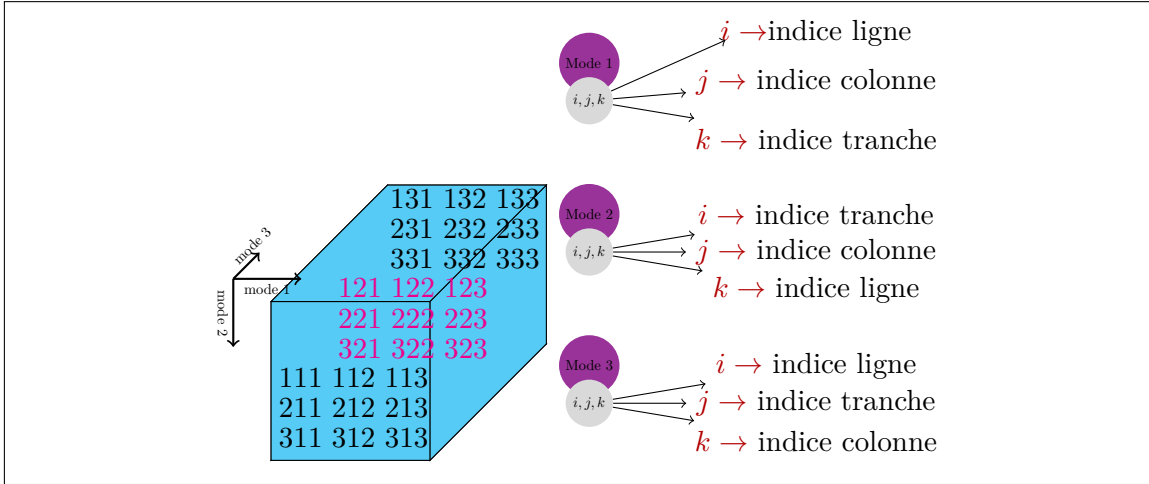 Mode 1
i, j, k
i →indice ligne
j → indice colonne
k → indice tranche
131 132 133
231 232 233
331 332 333
121 122 123
221 222 223
321 322 323
111 112 113
211 212 213
311 312 313
mode 3
mode 1
mode 2
Mode 2
i, j, k
i → indice tranche
j → indice colonne
k → indice ligne
Mode 3
i, j, k
i → indice ligne
j → indice tranche
k → indice colonne